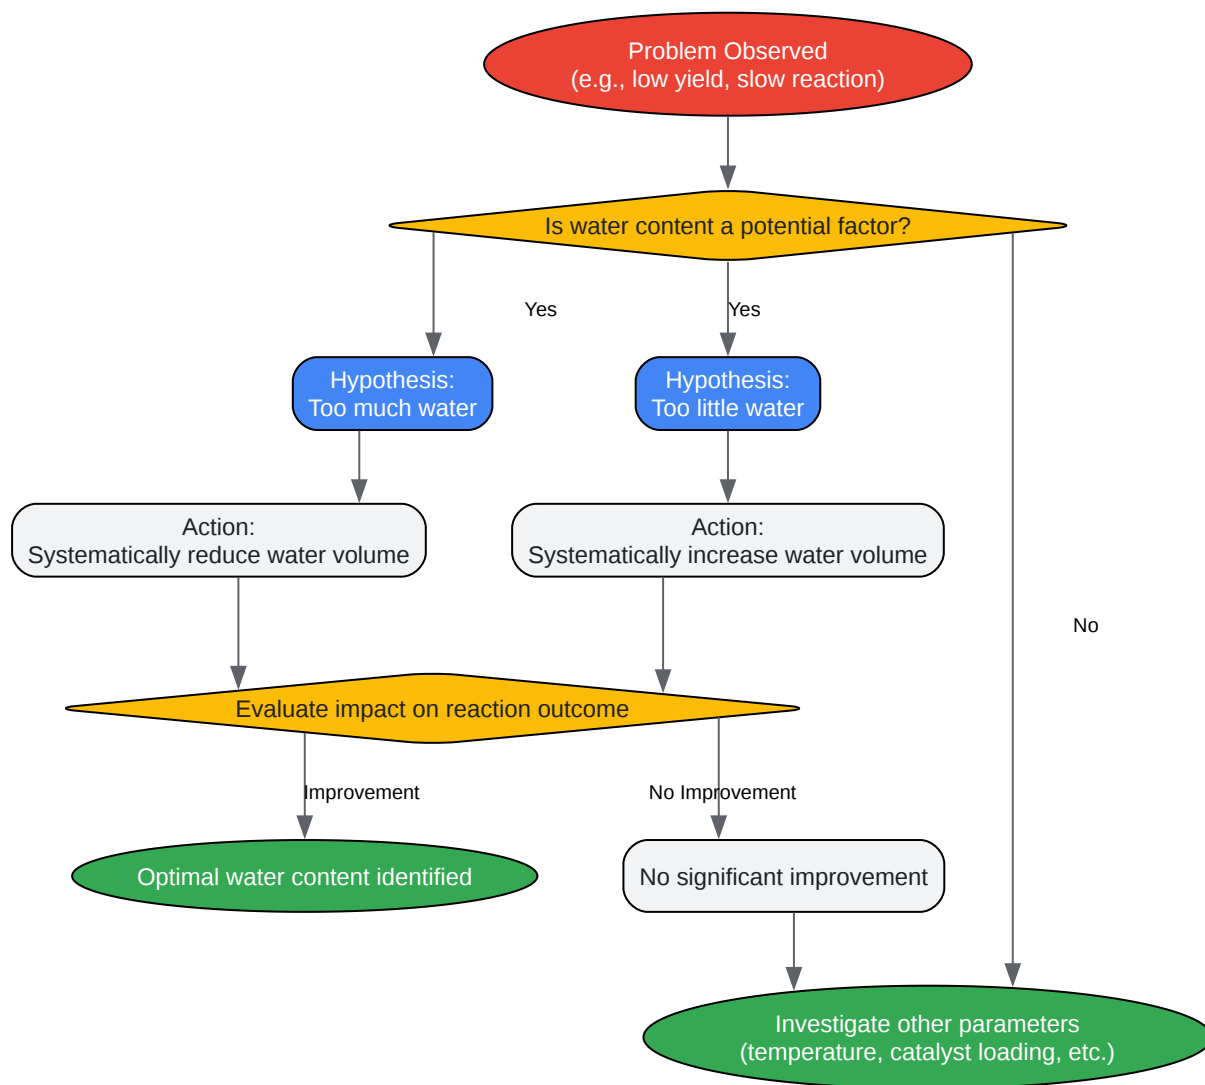 Problem Observed
(e.g., low yield, slow reaction)
Is water content a potential factor?
Yes
Yes
Hypothesis:
Too much water
Hypothesis:
Too little water
Action:
Systematically reduce water volume
Action:
Systematically increase water volume
No
Evaluate impact on reaction outcome
Improvement
No Improvement
Optimal water content identified
No significant improvement
Investigate other parameters
(temperature, catalyst loading, etc.)